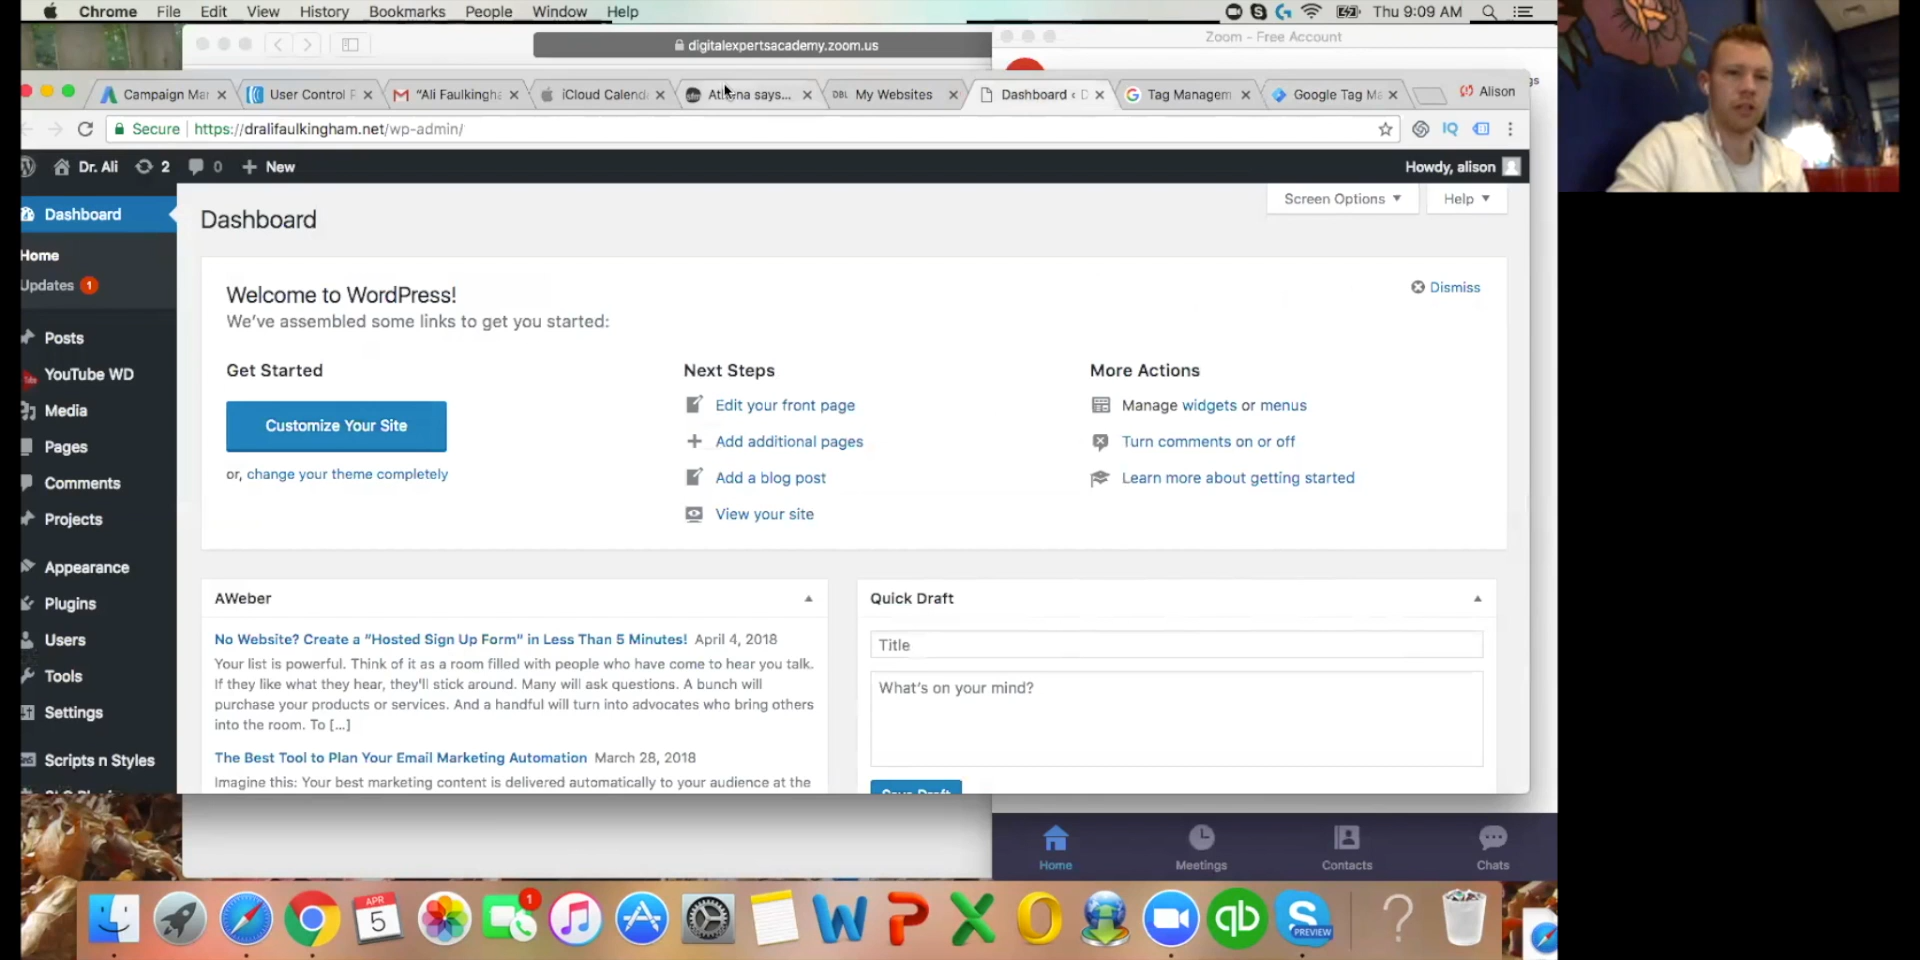 Chrome File Edit View History Bookmarks People Window Help
Thu 9:09 AM
digitalexpertsacademy.zoom.us
Zoom - Free Account
Campaign Mar
User Control P
"Ali Faulkingha
iCloud Calend
Athena says...
DBL My Websites
Dashboard ‹ D
Tag Managem
Google Tag Ma
Alison
Secure https://dralifaulkingham.net/wp-admin/
IQ
Dr. Ali 2 0 + New
Howdy, alison
Screen Options
Help
Dashboard
Home
Updates 1
Posts
YouTube WD
Media
Pages
Comments
Projects
Appearance
Plugins
Users
Tools
Settings
Scripts n Styles
Dashboard
Welcome to WordPress!
Dismiss
We've assembled some links to get you started:
Get Started
Customize Your Site
or, change your theme completely
Next Steps
Edit your front page
Add additional pages
Add a blog post
View your site
More Actions
Manage widgets or menus
Turn comments on or off
Learn more about getting started
AWeber
No Website? Create a "Hosted Sign Up Form" in Less Than 5 Minutes! April 4, 2018
Your list is powerful. Think of it as a room filled with people who have come to hear you talk.
If they like what they hear, they'll stick around. Many will ask questions. A bunch will
purchase your products or services. And a handful will turn into advocates who bring others
into the room. To […]
The Best Tool to Plan Your Email Marketing Automation March 28, 2018
Imagine this: Your best marketing content is delivered automatically to your audience at the
Quick Draft
Title
What's on your mind?
Save Draft
Home
Meetings
Contacts
Chats
APR
5
1
W P X O
qb
S
PREVIEW
?